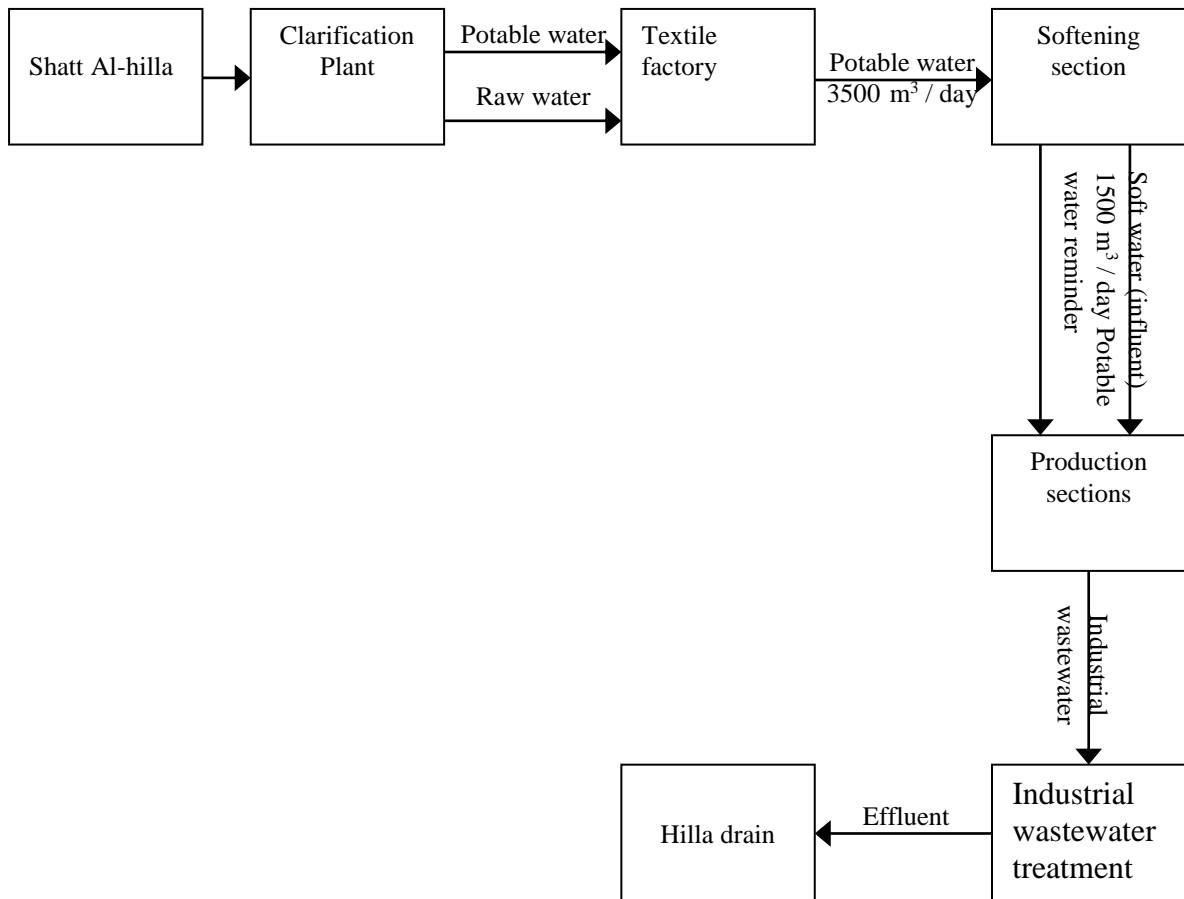 Shatt Al-hilla
Clarification
Plant
Potable water
Raw water
Textile
factory
Potable water
3500 m³ / day
Softening
section
Soft water (influent)
1500 m³ / day Potable
water reminder
Production
sections
Industrial
wastewater
Industrial
wastewater
treatment
Effluent
Hilla drain